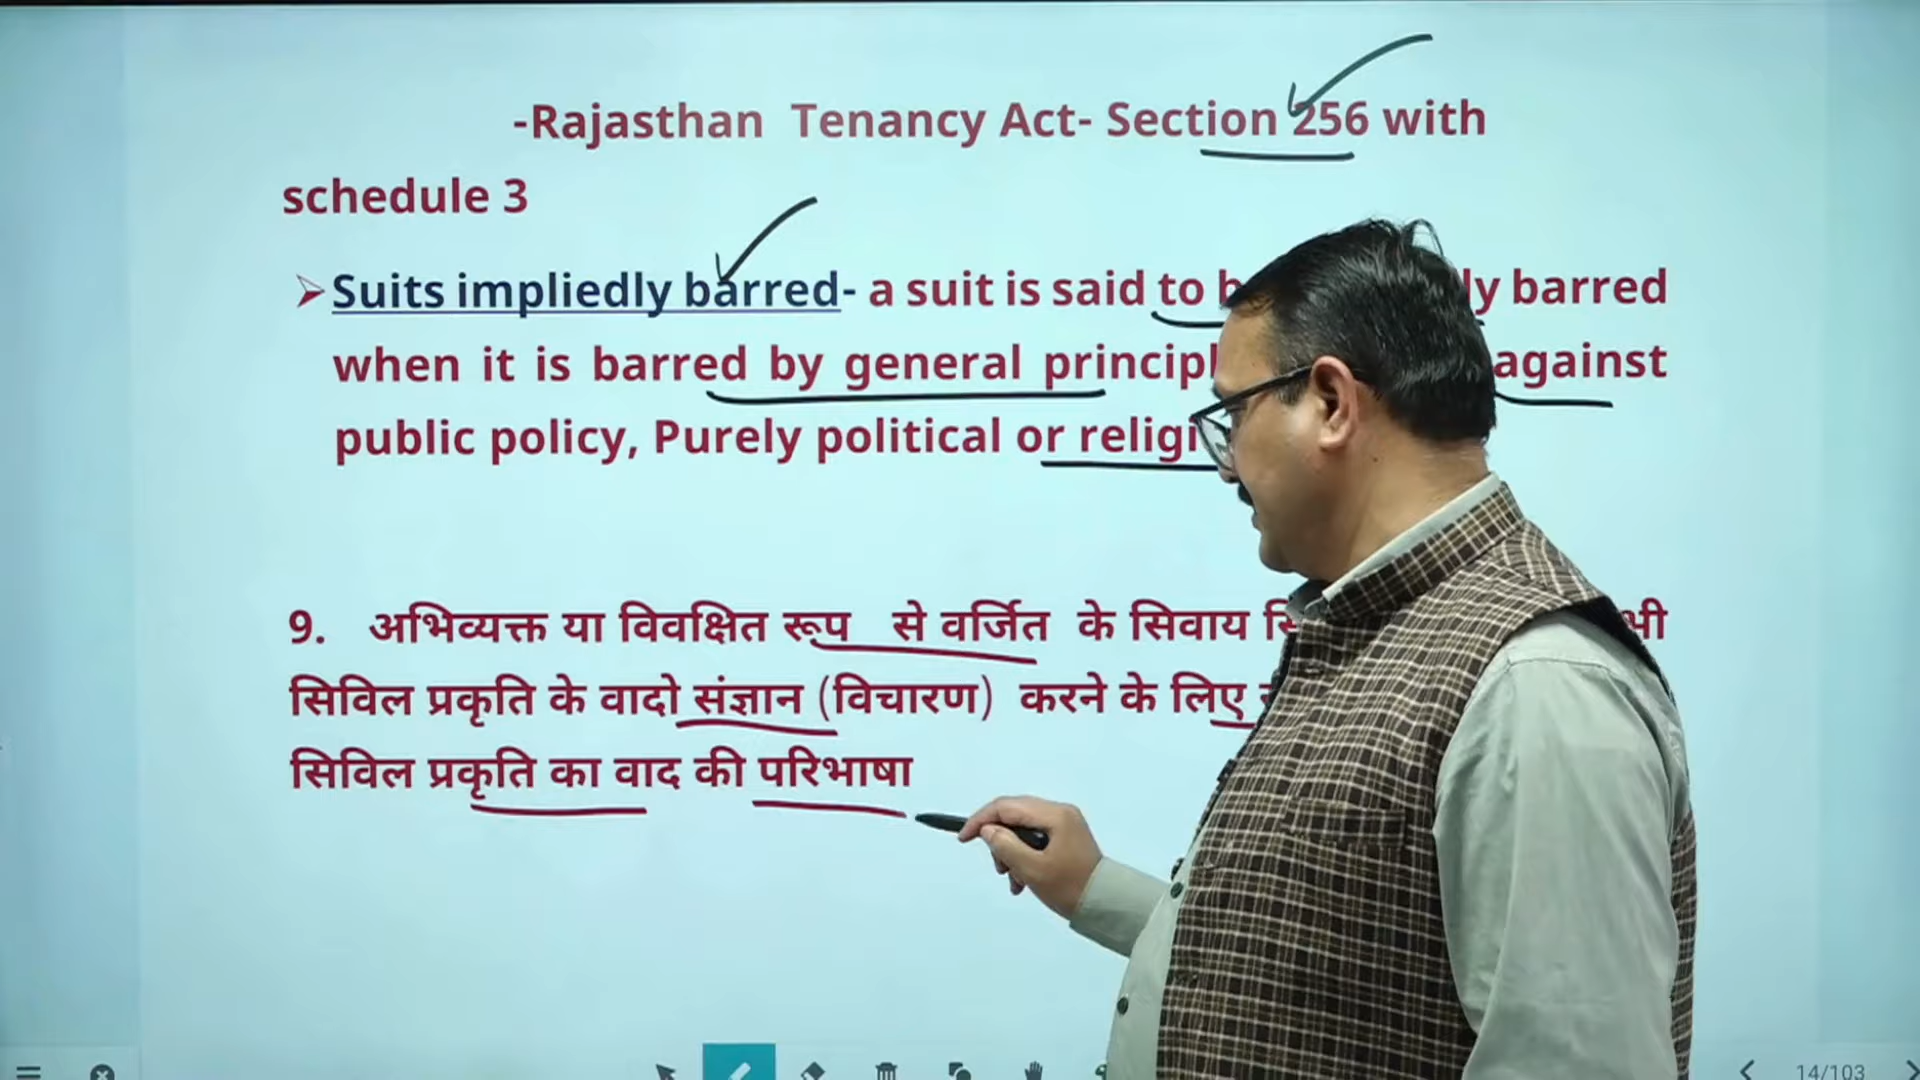 -Rajasthan Tenancy Act- Section 256 with
schedule 3
Suits impliedly barred- a suit is said to barred
when it is barred by general against
public policy, Purely political or
9. अभिव्यक्त या विवक्षित रूप से वर्जित के सिवाय
सिविल प्रकृति के वादो संज्ञान (विचारण) करने के लिए
सिविल प्रकृति का वाद की परिभाषा
14/103